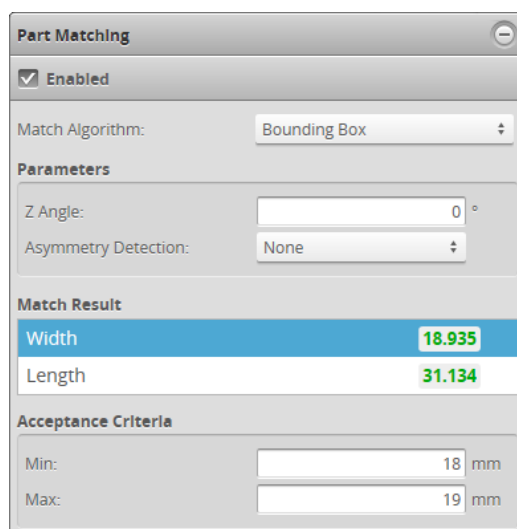 Part Matching
Enabled
Match Algorithm: Bounding Box
Parameters
Z Angle: 0 °
Asymmetry Detection: None
Match Result
Width 18.935
Length 31.134
Acceptance Criteria
Min: 18 mm
Max: 19 mm